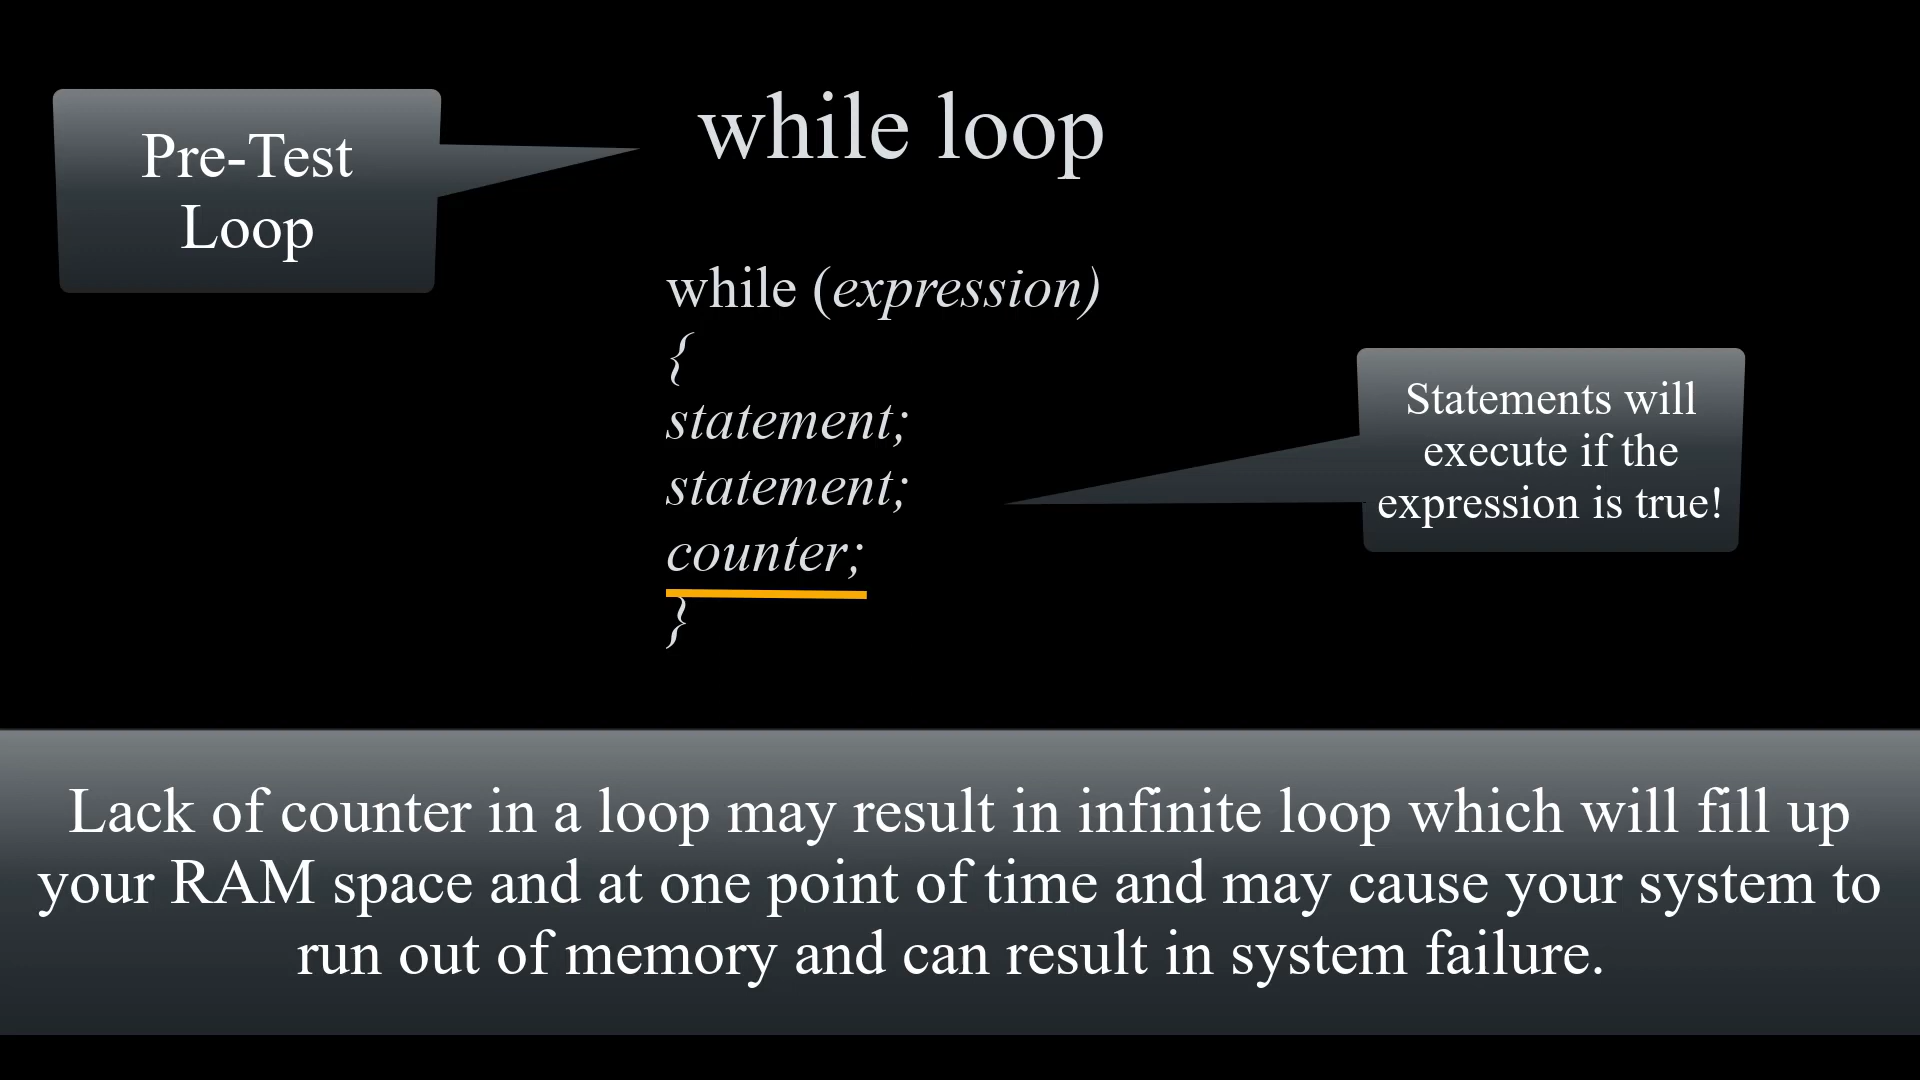 while loop
Pre-Test
Loop
while (expression)
{
statement;
statement;
counter;
}
Statements will
execute if the
expression is true!
Lack of counter in a loop may result in infinite loop which will fill up
your RAM space and at one point of time and may cause your system to
run out of memory and can result in system failure.